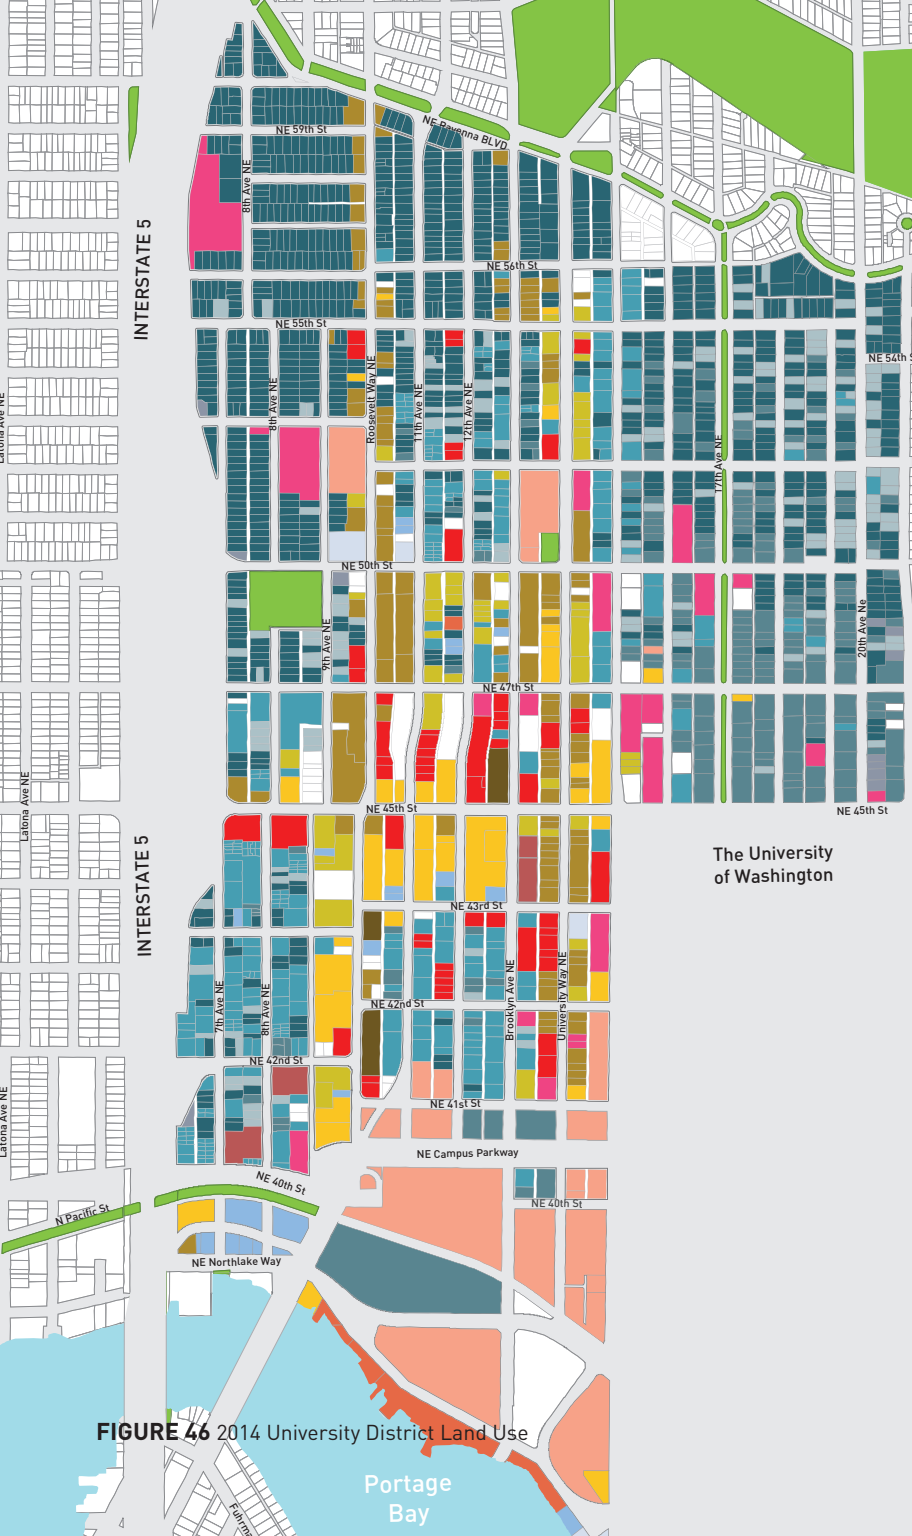 NE Ravenna BLVD
NE 59th St
8th Ave NE
INTERSTATE 5
NE 56th St
NE 55th St
NE 54th S
Latona Ave NE
8th Ave NE
Roosevelt Way NE
11th Ave NE
12th Ave NE
17th Ave NE
NE 50th St
9th Ave NE
20th Ave Ne
NE 47th St
Latona Ave NE
NE 45th St
NE 45th St
INTERSTATE 5
The University
of Washington
NE 43rd St
7th Ave NE
8th Ave NE
Brooklyn Ave NE
University Way NE
NE 42nd St
NE 42nd St
Latona Ave NE
NE 41st St
NE Campus Parkway
NE 40th St
NE 40th St
N Pacific St
NE Northlake Way
FIGURE 46 2014 University District Land Use
Portage
Bay
Fuhrma